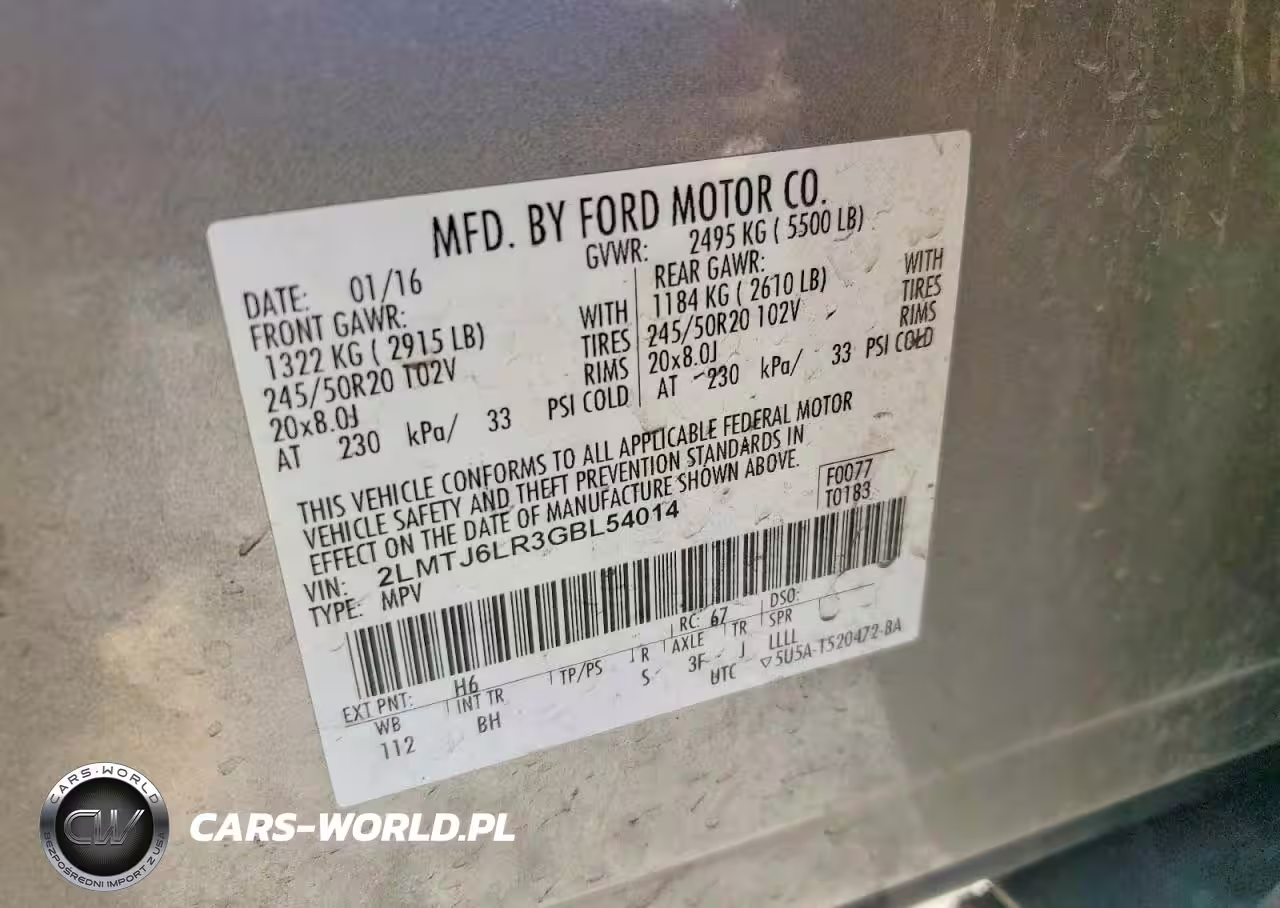 MFD. BY FORD MOTOR CO.
DATE: 01/16 GVWR: 2495 KG ( 5500 LB)
FRONT GAWR: REAR GAWR:
1322 KG ( 2915 LB) WITH 1184 KG ( 2610 LB) WITH
245/50R20 102V TIRES 245/50R20 102V TIRES
20x8.0J RIMS 20x8.0J RIMS
AT 230 kPa/ 33 PSI COLD AT 230 kPa/ 33 PSI COLD
THIS VEHICLE CONFORMS TO ALL APPLICABLE FEDERAL MOTOR
VEHICLE SAFETY AND THEFT PREVENTION STANDARDS IN
EFFECT ON THE DATE OF MANUFACTURE SHOWN ABOVE.
F0077
T0183
VIN: 2LMTJ6LR3GBL54014
TYPE: MPV
EXT PNT: H6 RC: 67 DSO:
WB INT TR TP/PS R AXLE TR SPR
112 BH S 3F J LLLL
UTC ▽5U5A-T520472-BA
CARS-WORLD
CW
BEZPOŚREDNI IMPORT Z USA
CARS-WORLD.PL